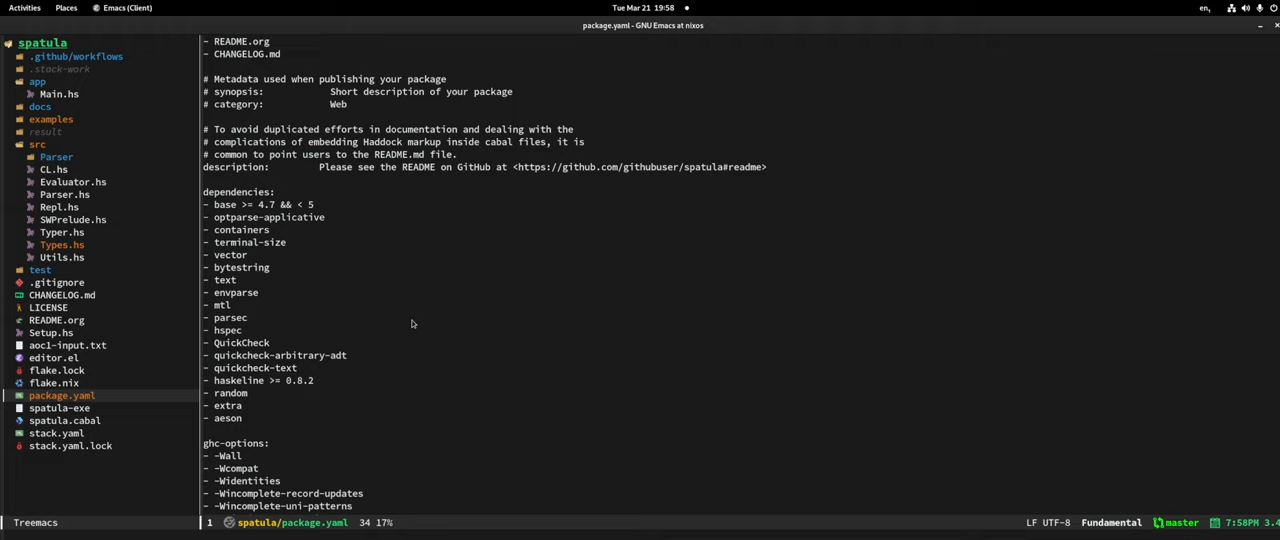 Activities Places Emacs (Client) Tue Mar 21 19:58 en,
package.yaml - GNU Emacs at nixos
spatula
.github/workflows
.stack-work
app
Main.hs
docs
examples
result
src
Parser
CL.hs
Evaluator.hs
Parser.hs
Repl.hs
SWPrelude.hs
Typer.hs
Types.hs
Utils.hs
test
.gitignore
CHANGELOG.md
LICENSE
README.org
Setup.hs
aoc1-input.txt
editor.el
flake.lock
flake.nix
package.yaml
spatula-exe
spatula.cabal
stack.yaml
stack.yaml.lock
Treemacs
- README.org
- CHANGELOG.md
# Metadata used when publishing your package
# synopsis: Short description of your package
# category: Web
# To avoid duplicated efforts in documentation and dealing with the
# complications of embedding Haddock markup inside cabal files, it is
# common to point users to the README.md file.
description: Please see the README on GitHub at <https://github.com/githubuser/spatula#readme>
dependencies:
- base >= 4.7 && < 5
- optparse-applicative
- containers
- terminal-size
- vector
- bytestring
- text
- envparse
- mtl
- parsec
- hspec
- QuickCheck
- quickcheck-arbitrary-adt
- quickcheck-text
- haskeline >= 0.8.2
- random
- extra
- aeson
ghc-options:
- -Wall
- -Wcompat
- -Widentities
- -Wincomplete-record-updates
- -Wincomplete-uni-patterns
1 spatula/package.yaml 34 17% LF UTF-8 Fundamental master 7:58PM 3.4